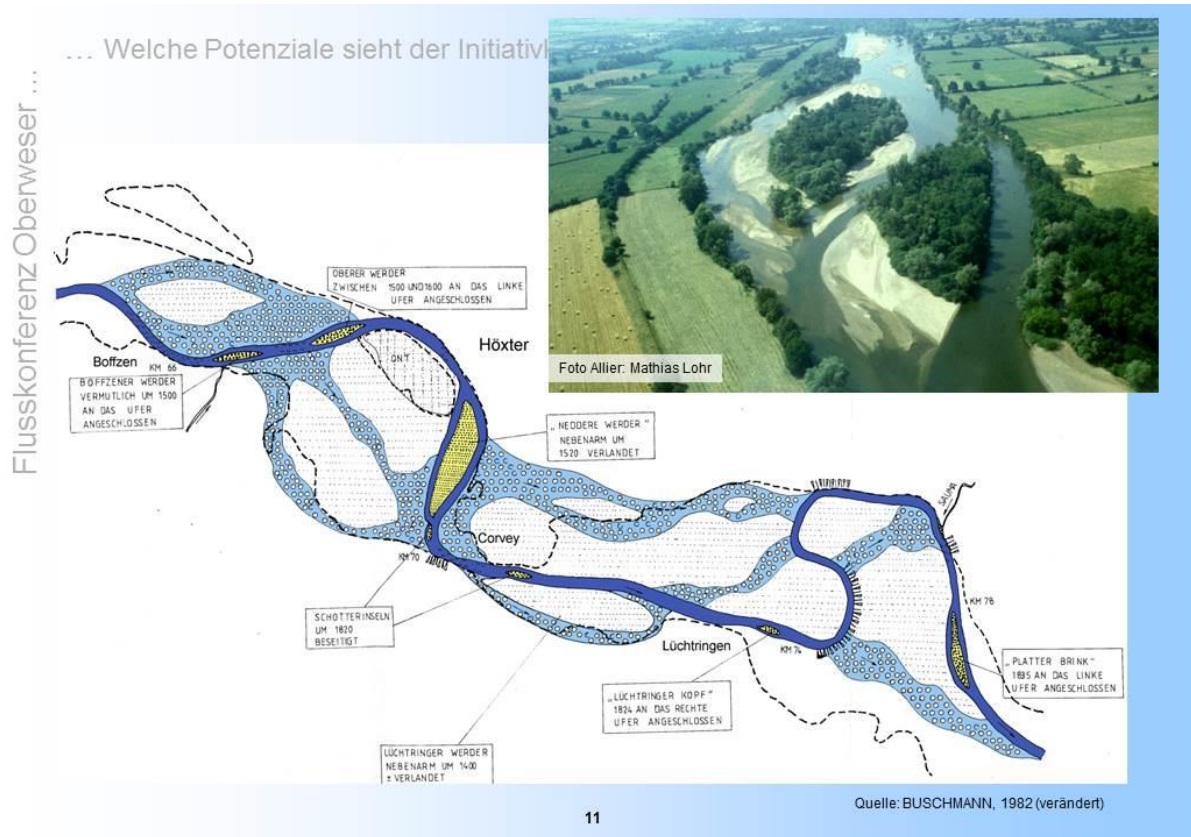 … Welche Potenziale sieht der
Flusskonferenz Oberweser …
Foto Allier: Mathias Lohr
OBERER WERDER
ZWISCHEN 1500 UND 1600 AN DAS LINKE
UFER ANGESCHLOSSEN
Höxter
Boffzen KM 66
BOFFZENER WERDER
VERMUTLICH UM 1500
AN DAS UFER
ANGESCHLOSSEN
„NEDDERE WERDER"
NEBENARM UM
1520 VERLANDET
Corvey
KM 70
KM 78
SCHOTTERINSELN
UM 1820
BESEITIGT
Lüchtringen
KM 74
„PLATTER BRINK"
1895 AN DAS LINKE
UFER ANGESCHLOSSEN
„LÜCHTRINGER KOPF"
1824 AN DAS RECHTE
UFER ANGESCHLOSSEN
LÜCHTRINGER WERDER
NEBENARM UM 1400
± VERLANDET
Quelle: BUSCHMANN, 1982 (verändert)
11